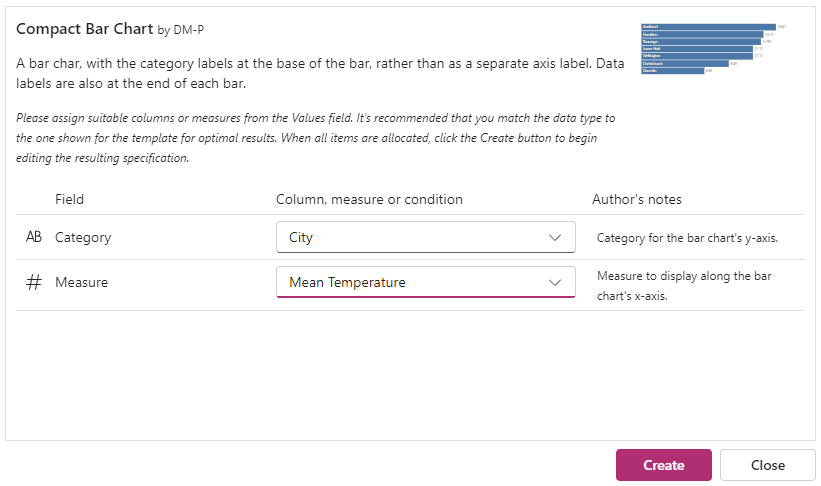 Compact Bar Chart by DM-P
A bar char, with the category labels at the base of the bar, rather than as a separate axis label. Data
labels are also at the end of each bar.
Please assign suitable columns or measures from the Values field. It's recommended that you match the data type to
the one shown for the template for optimal results. When all items are allocated, click the Create button to begin
editing the resulting specification.
Field Column, measure or condition Author's notes
AB Category City Category for the bar chart's y-axis.
# Measure Mean Temperature Measure to display along the bar
chart's x-axis.
Create Close